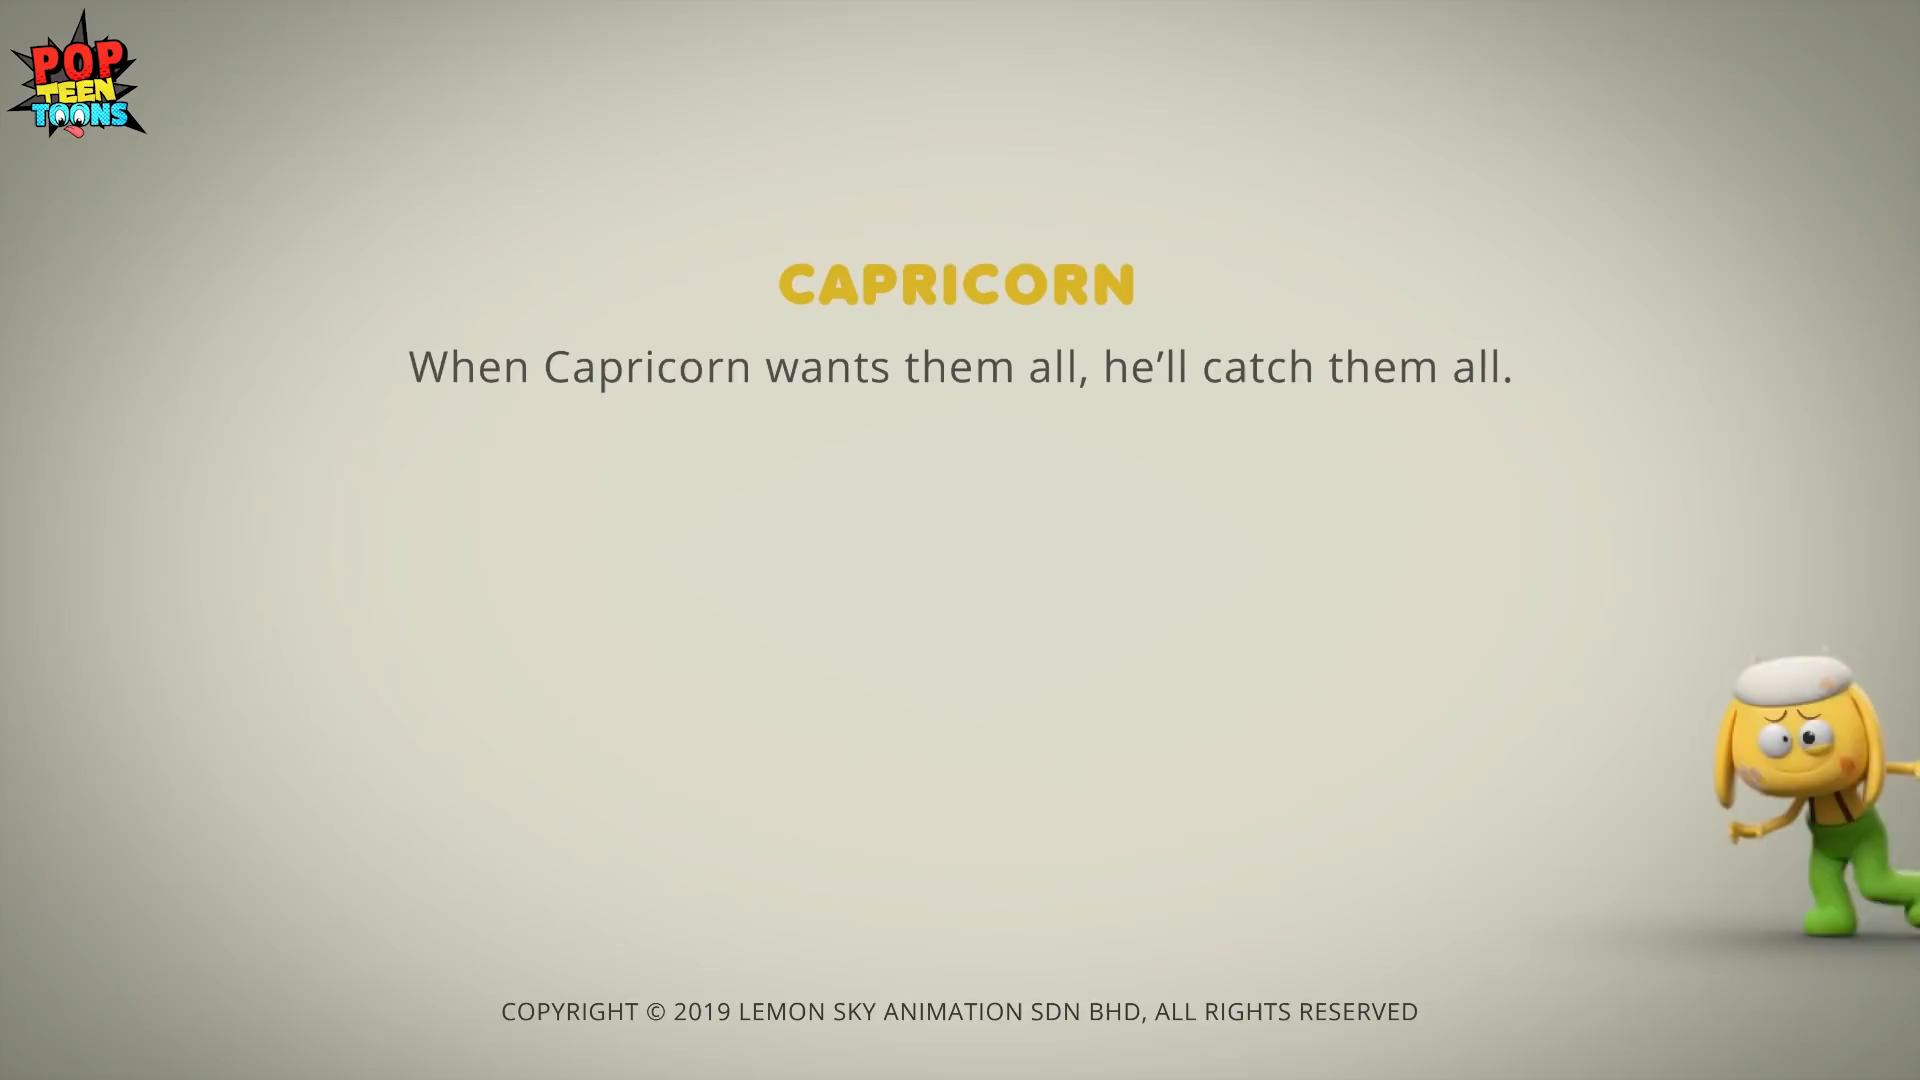 POP
TEEN
TOONS
CAPRICORN
When Capricorn wants them all, he’ll catch them all.
COPYRIGHT © 2019 LEMON SKY ANIMATION SDN BHD, ALL RIGHTS RESERVED